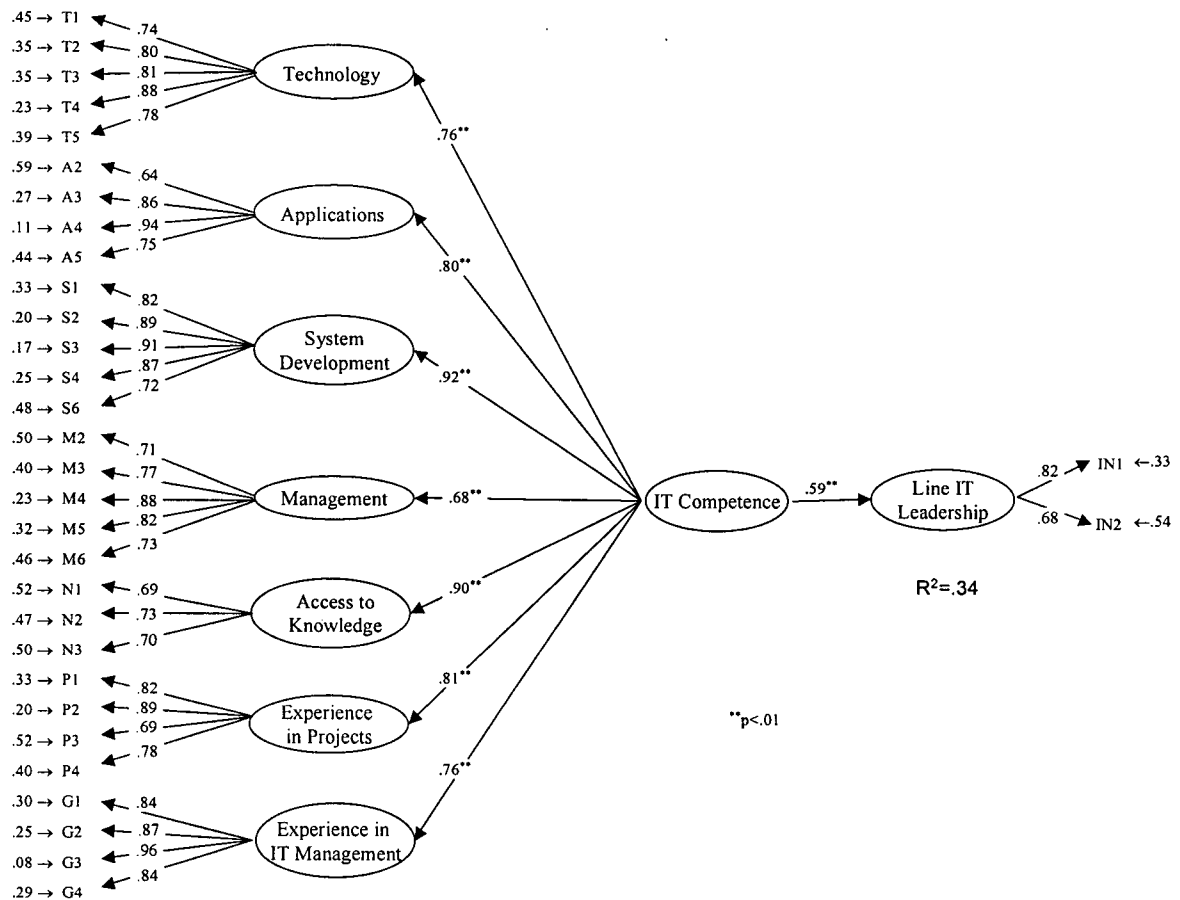 .45 → T1
.74
.35 → T2
.80
.35 → T3
.81
.23 → T4
.88
.39 → T5
.78
Technology
.76**
.59 → A2
.64
.27 → A3
.86
.11 → A4
.94
.44 → A5
.75
Applications
.80**
.33 → S1
.82
.20 → S2
.89
.17 → S3
.91
.25 → S4
.87
.48 → S6
.72
System
Development
.92**
.50 → M2
.71
.40 → M3
.77
.23 → M4
.88
.32 → M5
.82
.46 → M6
.73
Management
.68**
.52 → N1
.69
.47 → N2
.73
.50 → N3
.70
Access to
Knowledge
.90**
.33 → P1
.82
.20 → P2
.89
.52 → P3
.69
.40 → P4
.78
Experience
in Projects
.81**
.30 → G1
.84
.25 → G2
.87
.08 → G3
.96
.29 → G4
.84
Experience in
IT Management
.76**
IT Competence
.59**
Line IT
Leadership
.82
IN1 ←.33
.68
IN2 ←.54
R²=.34
**p<.01